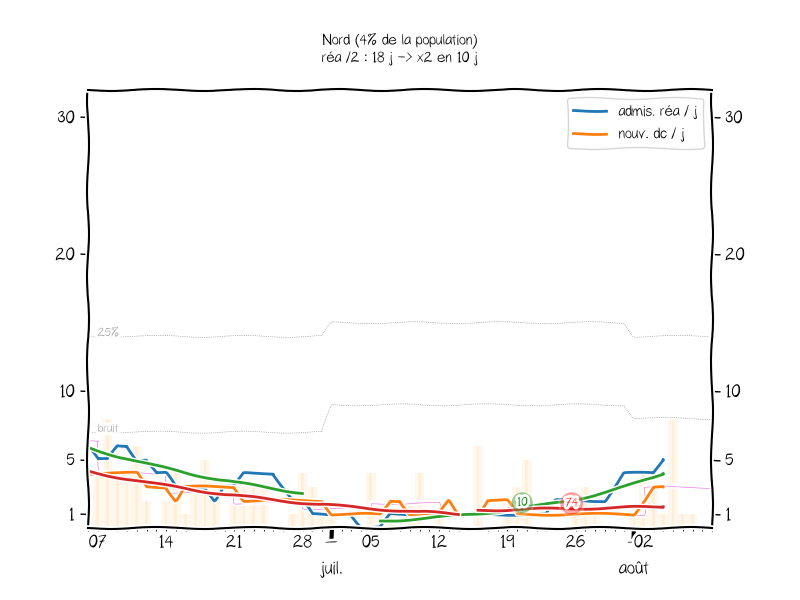 Nord (4% de la population)
réa /2 : 18 j -> x2 en 10 j
admis. réa / j
nouv. dc / j
30
30
20
20
25%
10
10
bruit
5
5
10
74
1
1
07 14 21 28 05 12 19 26 02
juil. août